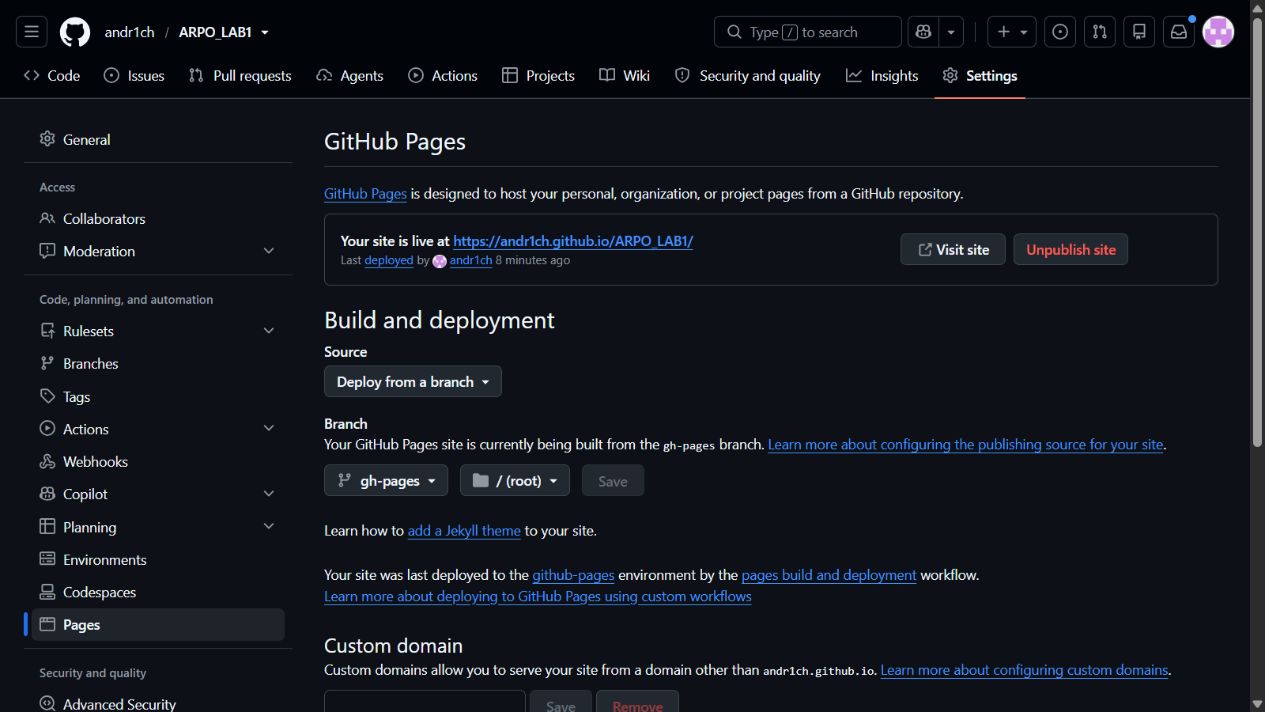 andr1ch / ARPO_LAB1
Type / to search
Code
Issues
Pull requests
Agents
Actions
Projects
Wiki
Security and quality
Insights
Settings
General
Access
Collaborators
Moderation
Code, planning, and automation
Rulesets
Branches
Tags
Actions
Webhooks
Copilot
Planning
Environments
Codespaces
Pages
Security and quality
Advanced Security
GitHub Pages
GitHub Pages is designed to host your personal, organization, or project pages from a GitHub repository.
Your site is live at https://andr1ch.github.io/ARPO_LAB1/
Last deployed by andr1ch 8 minutes ago
Visit site
Unpublish site
Build and deployment
Source
Deploy from a branch
Branch
Your GitHub Pages site is currently being built from the gh-pages branch. Learn more about configuring the publishing source for your site.
gh-pages
/ (root)
Save
Learn how to add a Jekyll theme to your site.
Your site was last deployed to the github-pages environment by the pages build and deployment workflow.
Learn more about deploying to GitHub Pages using custom workflows
Custom domain
Custom domains allow you to serve your site from a domain other than andr1ch.github.io. Learn more about configuring custom domains.
Save
Remove